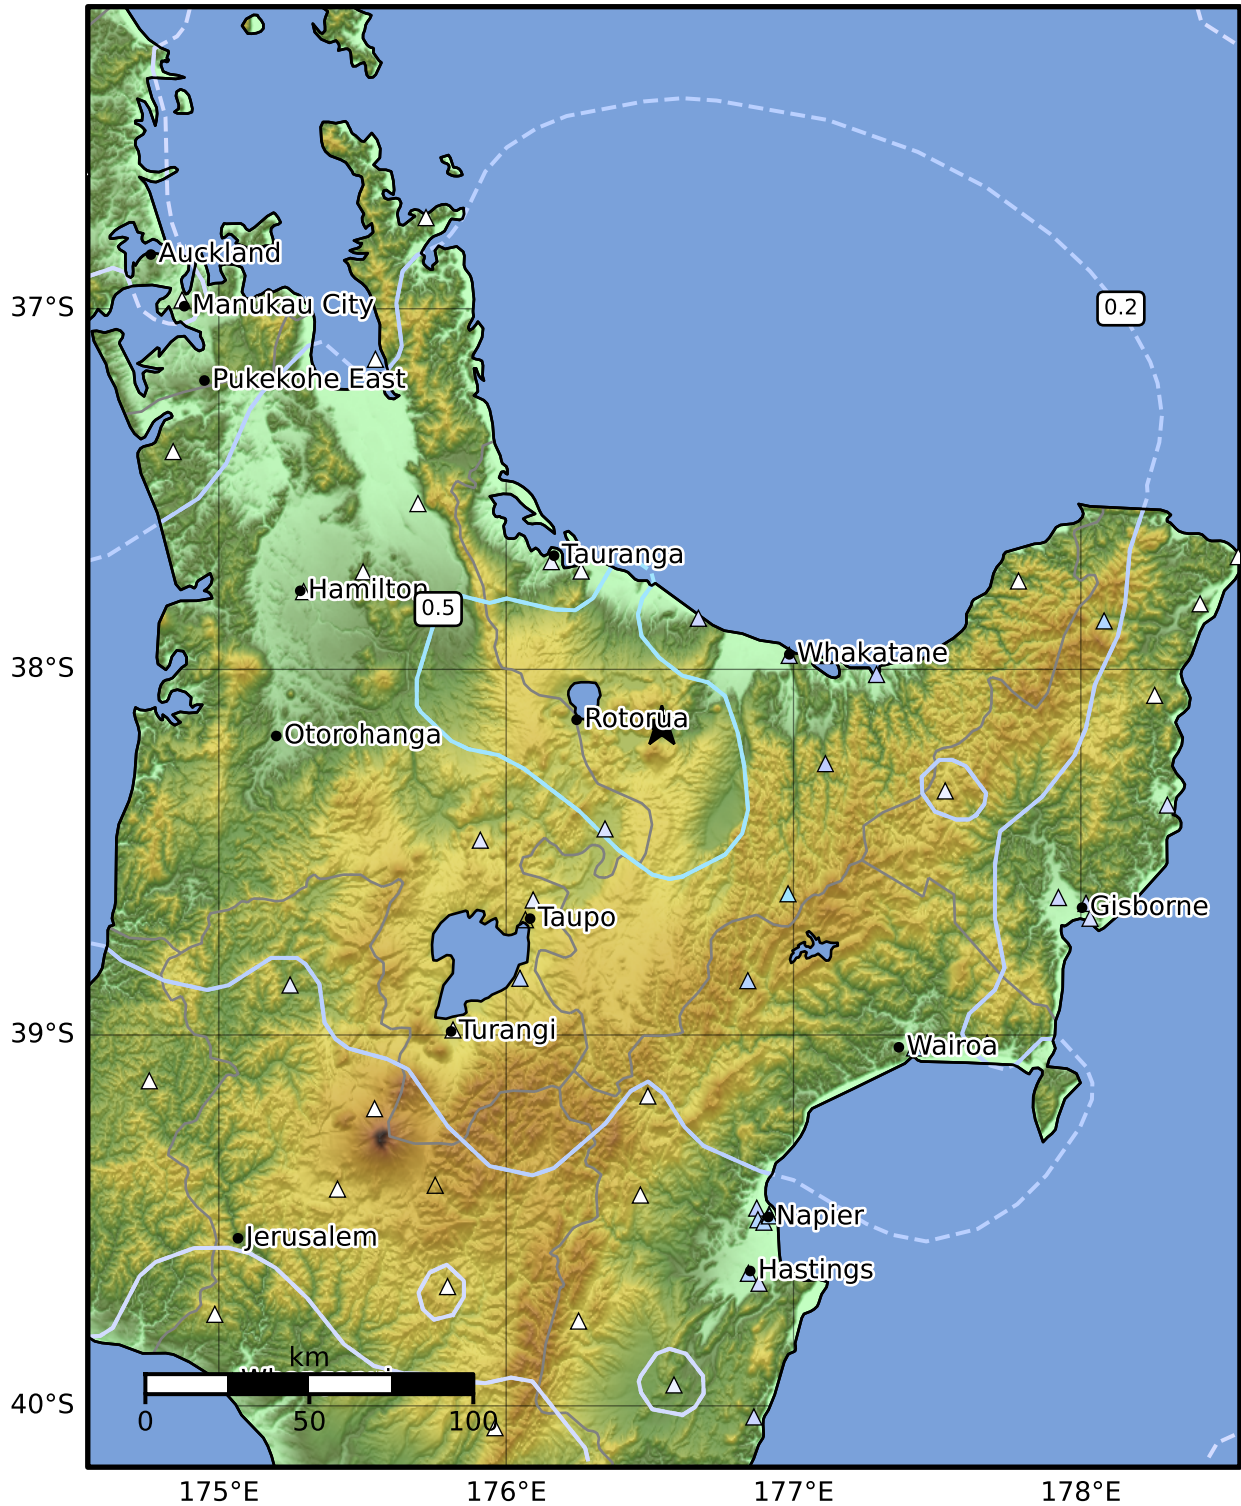 Auckland
37°S
Manukau City
0.2
Pukekohe East
Tauranga
Hamilton
0.5
Whakatane
38°S
Rotorua
Otorohanga
Gisborne
Taupo
Turangi
39°S
Wairoa
Napier
Jerusalem
Hastings
km
40°S
0
50
100
175°E
176°E
177°E
178°E